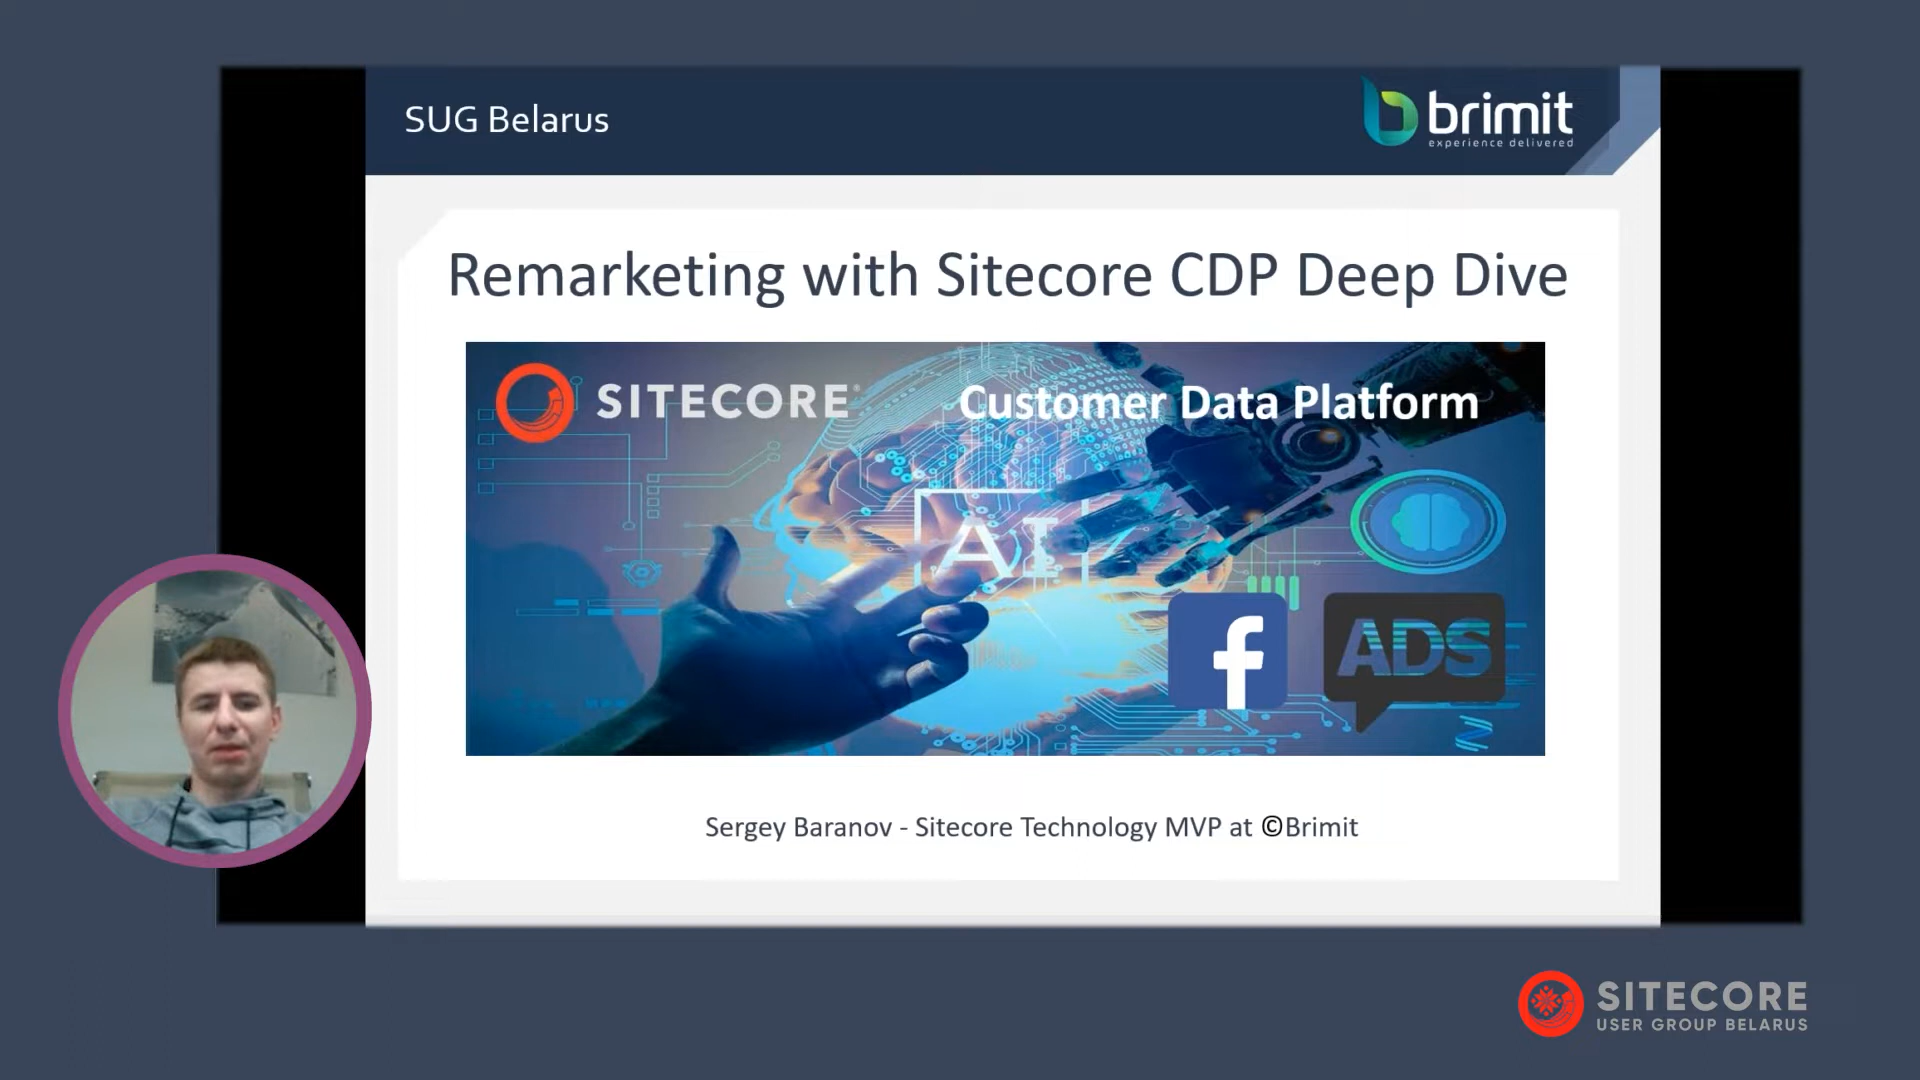 SUG Belarus
brimit
experience delivered
Remarketing with Sitecore CDP Deep Dive
SITECORE
Customer Data Platform
AI
f
ADS
Sergey Baranov - Sitecore Technology MVP at ©Brimit
SITECORE
USER GROUP BELARUS